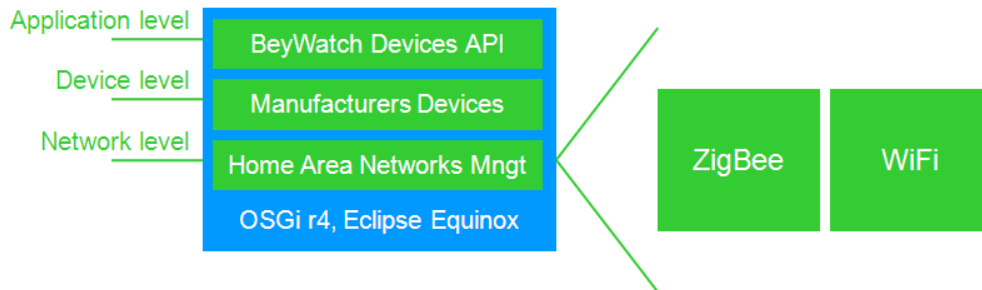 Application level
BeyWatch Devices API
Device level
Manufacturers Devices
Network level
Home Area Networks Mngt
OSGi r4, Eclipse Equinox
ZigBee
WiFi